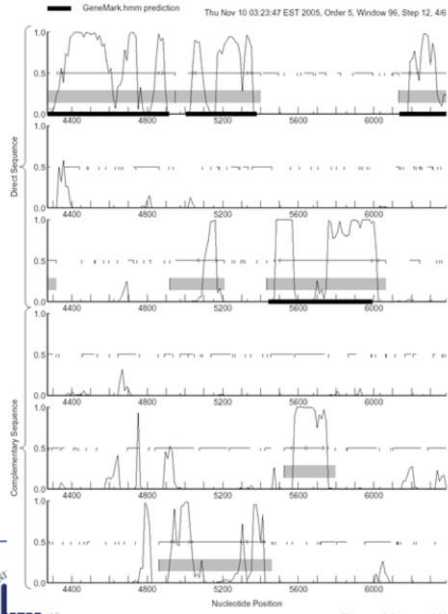 GeneMark.hmm prediction
Thu Nov 10 03:23:47 EST 2005, Order 5, Window 96, Step 12, 4/6
1.0
0.5
0.0
4400 4800 5200 5600 6000
1.0
0.5
0.0
4400 4800 5200 5600 6000
1.0
0.5
0.0
4400 4800 5200 5600 6000
Direct Sequence
1.0
0.5
0.0
4400 4800 5200 5600 6000
1.0
0.5
0.0
4400 4800 5200 5600 6000
1.0
0.5
0.0
4400 4800 5200 5600 6000
Complementary Sequence
Nucleotide Position